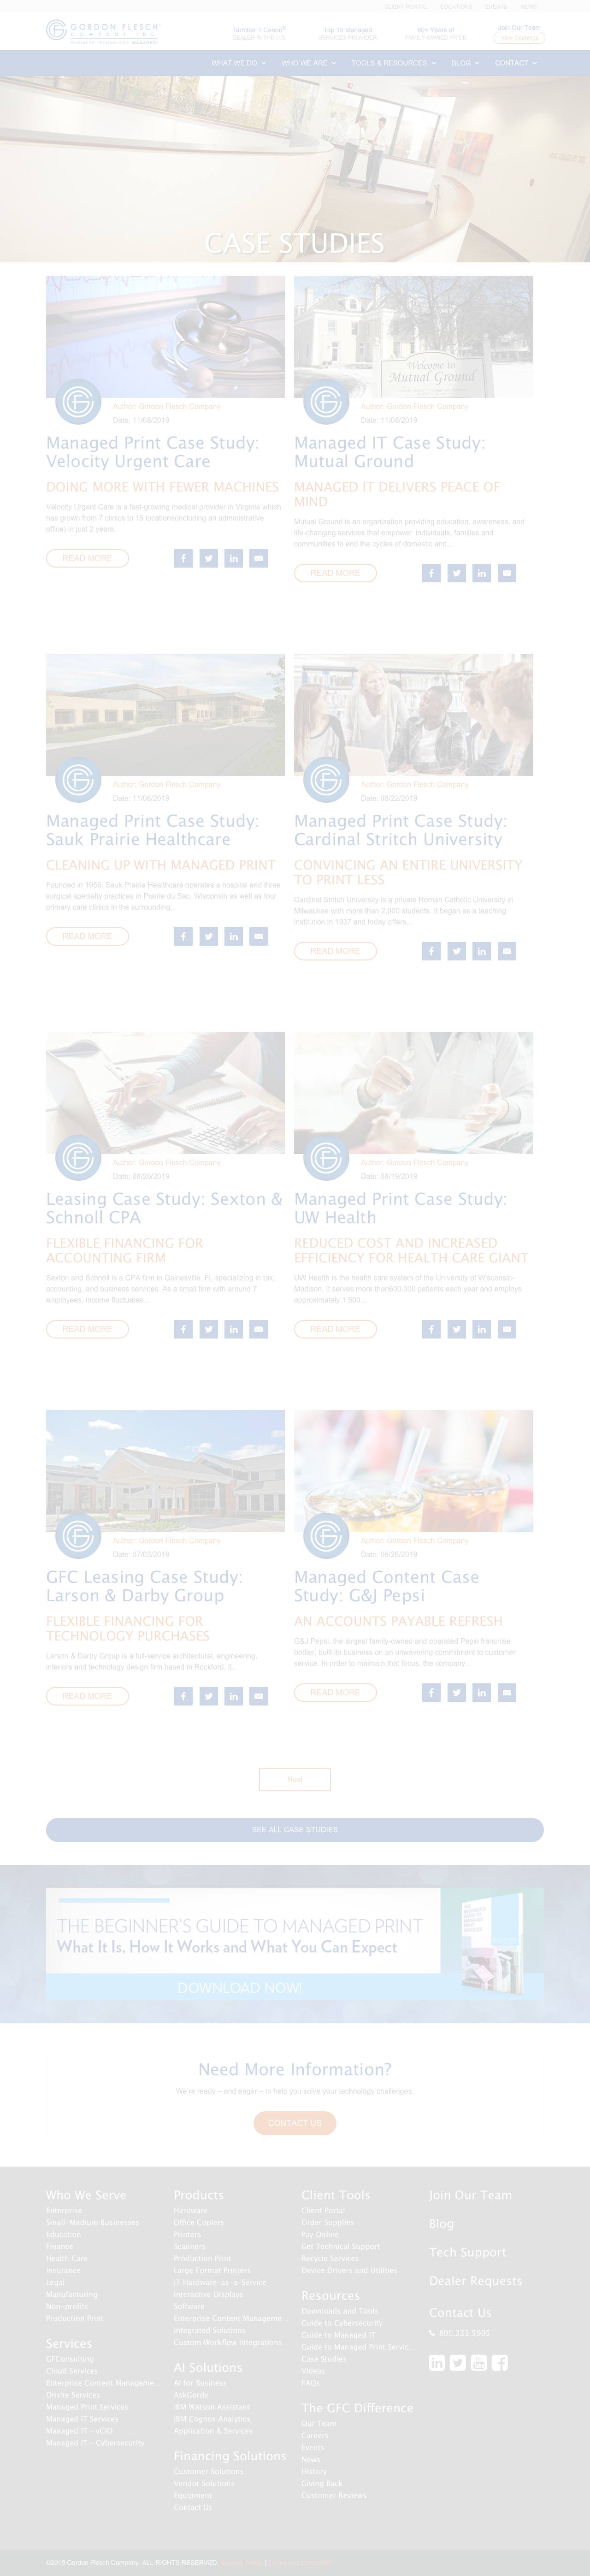 CLIENT PORTAL LOCATIONS EVENTS NEWS
GORDON FLESCH
COMPANY INC.
BUSINESS TECHNOLOGY MANAGED
Number 1 Canon®
DEALER IN THE U.S.
Top 10 Managed
SERVICES PROVIDER
60+ Years of
FAMILY-OWNED PRIDE
Join Our Team
View Openings
WHAT WE DO WHO WE ARE TOOLS & RESOURCES BLOG CONTACT
CASE STUDIES
Welcome to
Mutual Ground
Author: Gordon Flesch Company
Date: 11/08/2019
Managed Print Case Study:
Velocity Urgent Care
DOING MORE WITH FEWER MACHINES
Velocity Urgent Care is a fast-growing medical provider in Virginia which
has grown from 7 clinics to 15 locations(including an administrative
office) in just 2 years.
READ MORE
Author: Gordon Flesch Company
Date: 11/08/2019
Managed IT Case Study:
Mutual Ground
MANAGED IT DELIVERS PEACE OF
MIND
Mutual Ground is an organization providing education, awareness, and
life-changing services that empower individuals, families and
communities to end the cycles of domestic and...
READ MORE
Author: Gordon Flesch Company
Date: 11/08/2019
Managed Print Case Study:
Sauk Prairie Healthcare
CLEANING UP WITH MANAGED PRINT
Founded in 1956, Sauk Prairie Healthcare operates a hospital and three
surgical specialty practices in Prairie du Sac, Wisconsin as well as four
primary care clinics in the surrounding...
READ MORE
Author: Gordon Flesch Company
Date: 08/22/2019
Managed Print Case Study:
Cardinal Stritch University
CONVINCING AN ENTIRE UNIVERSITY
TO PRINT LESS
Cardinal Stritch University is a private Roman Catholic University in
Milwaukee with more than 2,600 students. It began as a teaching
institution in 1937 and today offers...
READ MORE
Author: Gordon Flesch Company
Date: 08/20/2019
Leasing Case Study: Sexton &
Schnoll CPA
FLEXIBLE FINANCING FOR
ACCOUNTING FIRM
Sexton and Schnoll is a CPA firm in Gainesville, FL specializing in tax,
accounting, and business services. As a small firm with around 7
employees, income fluctuates...
READ MORE
Author: Gordon Flesch Company
Date: 08/19/2019
Managed Print Case Study:
UW Health
REDUCED COST AND INCREASED
EFFICIENCY FOR HEALTH CARE GIANT
UW Health is the health care system of the University of Wisconsin-
Madison. It serves more than600,000 patients each year and employs
approximately 1,500...
READ MORE
Author: Gordon Flesch Company
Date: 07/03/2019
GFC Leasing Case Study:
Larson & Darby Group
FLEXIBLE FINANCING FOR
TECHNOLOGY PURCHASES
Larson & Darby Group is a full-service architectural, engineering,
interiors and technology design firm based in Rockford, IL.
READ MORE
Author: Gordon Flesch Company
Date: 06/28/2019
Managed Content Case
Study: G&J Pepsi
AN ACCOUNTS PAYABLE REFRESH
G&J Pepsi, the largest family-owned and operated Pepsi franchise
bottler, built its business on an unwavering commitment to customer
service. In order to maintain that focus, the company...
READ MORE
Next
SEE ALL CASE STUDIES
THE BEGINNER'S GUIDE TO MANAGED PRINT
What It Is, How It Works and What You Can Expect
DOWNLOAD NOW!
Need More Information?
We're ready – and eager – to help you solve your technology challenges.
CONTACT US
Who We Serve
Enterprise
Small-Medium Businesses
Education
Finance
Health Care
Insurance
Legal
Manufacturing
Non-profits
Production Print
Services
GFConsulting
Cloud Services
Enterprise Content Manageme...
Onsite Services
Managed Print Services
Managed IT Services
Managed IT - vCIO
Managed IT - Cybersecurity
Products
Hardware
Office Copiers
Printers
Scanners
Production Print
Large Format Printers
IT Hardware-as-a-Service
Interactive Displays
Software
Enterprise Content Manageme...
Integrated Solutions
Custom Workflow Integrations
AI Solutions
AI for Business
AskGordy
IBM Watson Assistant
IBM Cognos Analytics
Application & Services
Financing Solutions
Customer Solutions
Vendor Solutions
Equipment
Contact Us
Client Tools
Client Portal
Order Supplies
Pay Online
Get Technical Support
Recycle Services
Device Drivers and Utilities
Resources
Downloads and Tools
Guide to Cybersecurity
Guide to Managed IT
Guide to Managed Print Servic...
Case Studies
Videos
FAQs
The GFC Difference
Our Team
Careers
Events
News
History
Giving Back
Customer Reviews
Join Our Team
Blog
Tech Support
Dealer Requests
Contact Us
800.333.5905
©2019 Gordon Flesch Company. ALL RIGHTS RESERVED. |